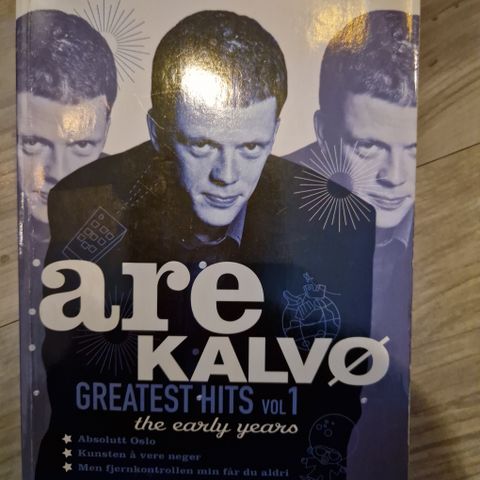 are
KALVØ
GREATEST HITS VOL 1
the early years
Absolutt Oslo
Kunsten å vere neger
Men fjernkontrollen min får du aldri